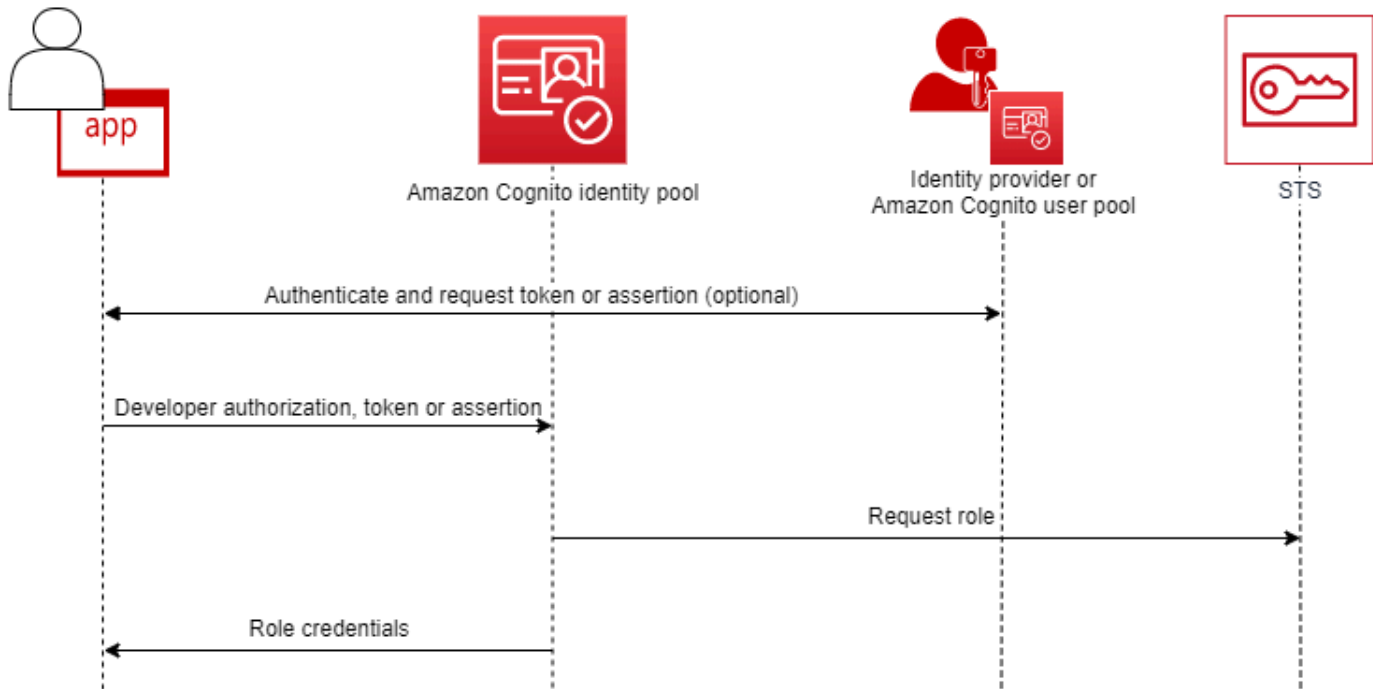 app
Amazon Cognito identity pool
Identity provider or
Amazon Cognito user pool
STS
Authenticate and request token or assertion (optional)
Developer authorization, token or assertion
Request role
Role credentials